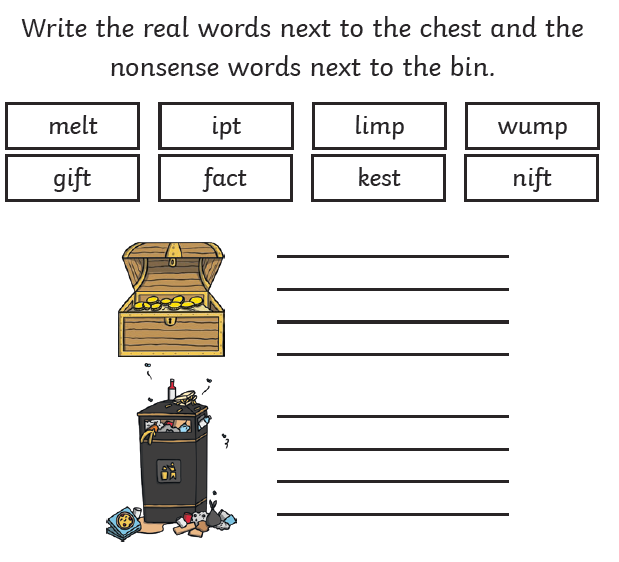 Write the real words next to the chest and the
nonsense words next to the bin.
melt ipt limp wump
gift fact kest nift